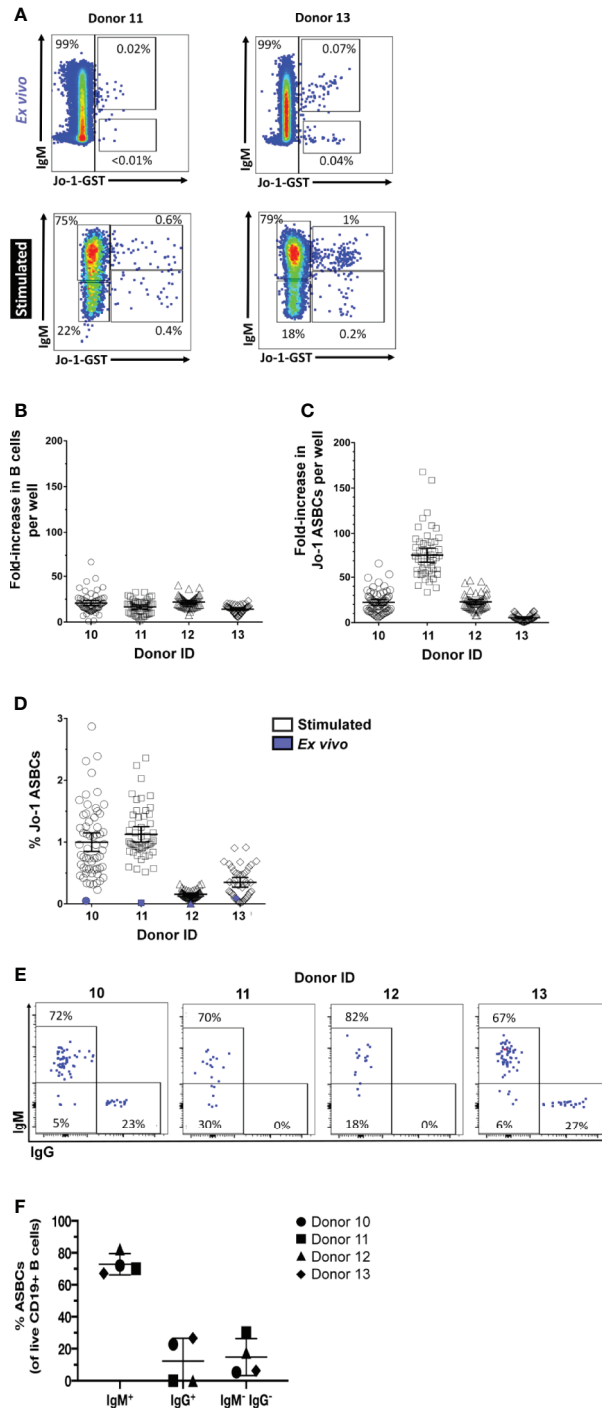 A
Donor 11
Donor 13
Ex vivo
99%
0.02%
<0.01%
IgM
Jo-1-GST
99%
0.07%
0.04%
IgM
Jo-1-GST
Stimulated
75%
0.6%
22%
0.4%
IgM
Jo-1-GST
79%
1%
18%
0.2%
IgM
Jo-1-GST
B
Fold-increase in B cells
per well
200
150
100
50
0
10 11 12 13
Donor ID
C
Fold-increase in
Jo-1 ASBCs per well
200
150
100
50
0
10 11 12 13
Donor ID
D
% Jo-1 ASBCs
3
2
1
0
10 11 12 13
Donor ID
Stimulated
Ex vivo
E
Donor ID
10 11 12 13
72%
5% 23%
70%
30% 0%
82%
18% 0%
67%
6% 27%
IgM
IgG
F
% ASBCs
(of live CD19+ B cells)
100
80
60
40
20
0
IgM+ IgG+ IgM- IgG-
Donor 10
Donor 11
Donor 12
Donor 13